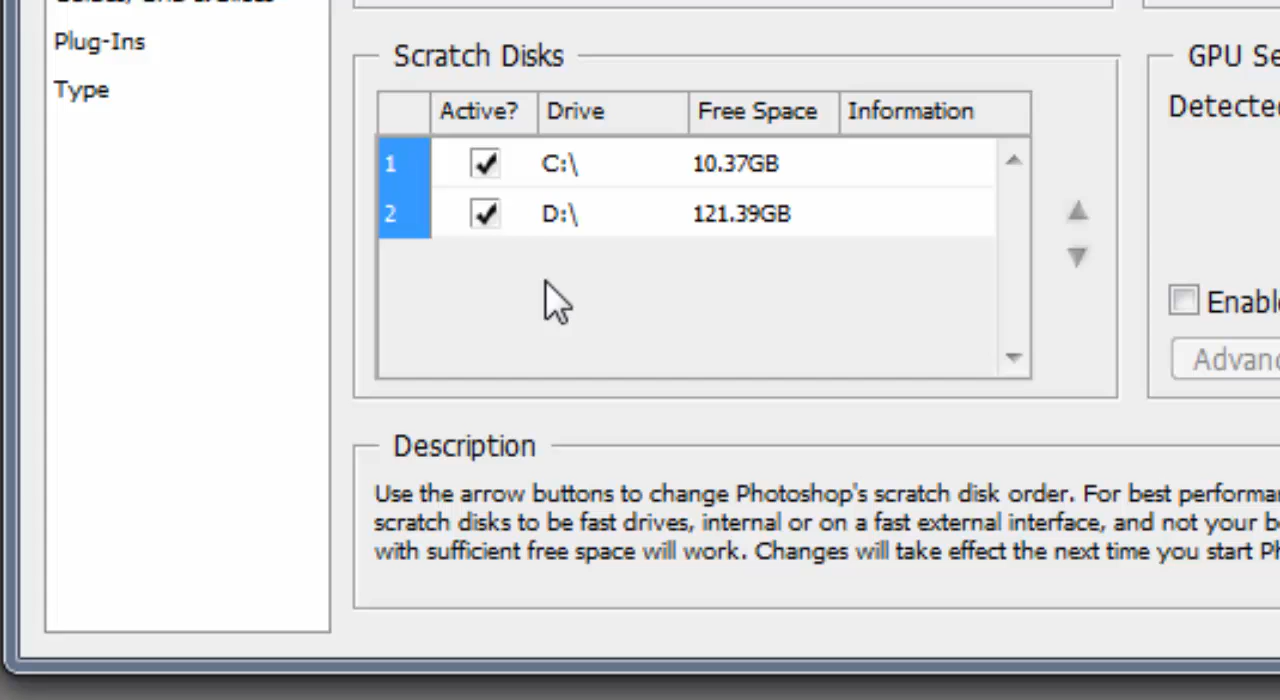 Plug-Ins
Type
Scratch Disks
Active? Drive Free Space Information
1 C:\ 10.37GB
2 D:\ 121.39GB
GPU Se
Detected
Enable
Advanc
Description
Use the arrow buttons to change Photoshop's scratch disk order. For best performan
scratch disks to be fast drives, internal or on a fast external interface, and not your b
with sufficient free space will work. Changes will take effect the next time you start Ph